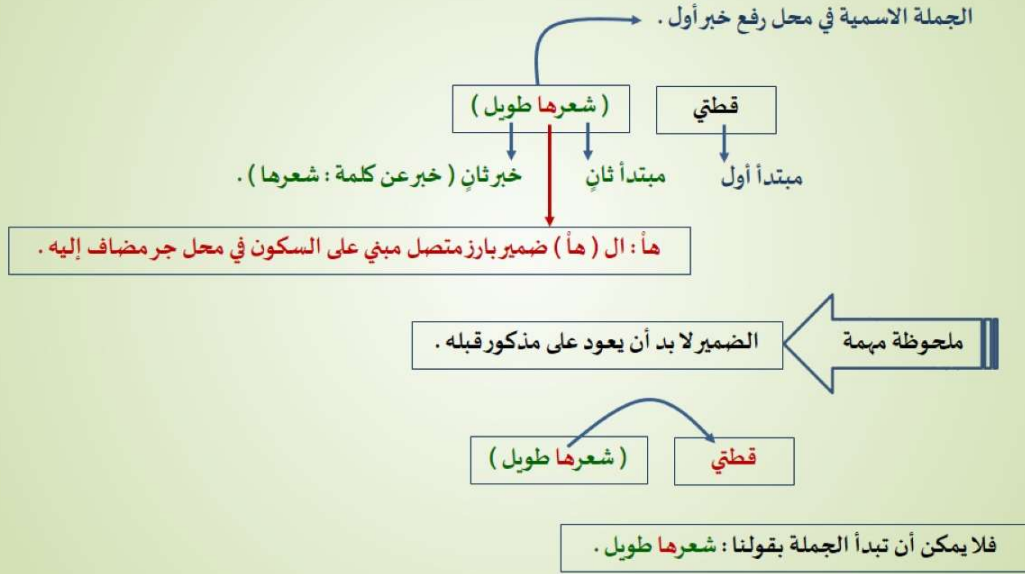 الجملة الاسمية في محل رفع خبر أول .
قطتي ( شعرها طويل )
مبتدأ أول مبتدأ ثانٍ خبر ثانٍ ( خبر عن كلمة : شعرها ) .
هأ : ال ( هأ ) ضمير بارز متصل مبني على السكون في محل جر مضاف إليه .
ملحوظة مهمة الضمير لا بد أن يعود على مذكور قبله .
قطتي ( شعرها طويل )
فلا يمكن أن تبدأ الجملة بقولنا : شعرها طويل .